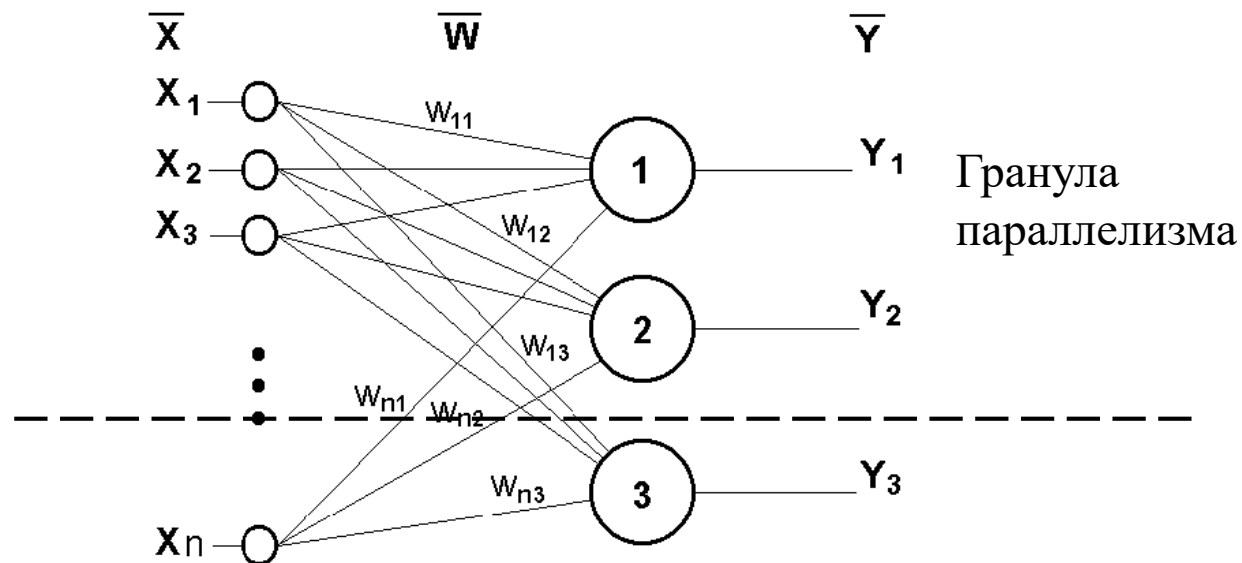 X W Y
X1
W11
X2 1 Y1 Гранула
X3 W12 параллелизма
2 Y2
W13
Wn1 Wn2
Wn3 3 Y3
Xn